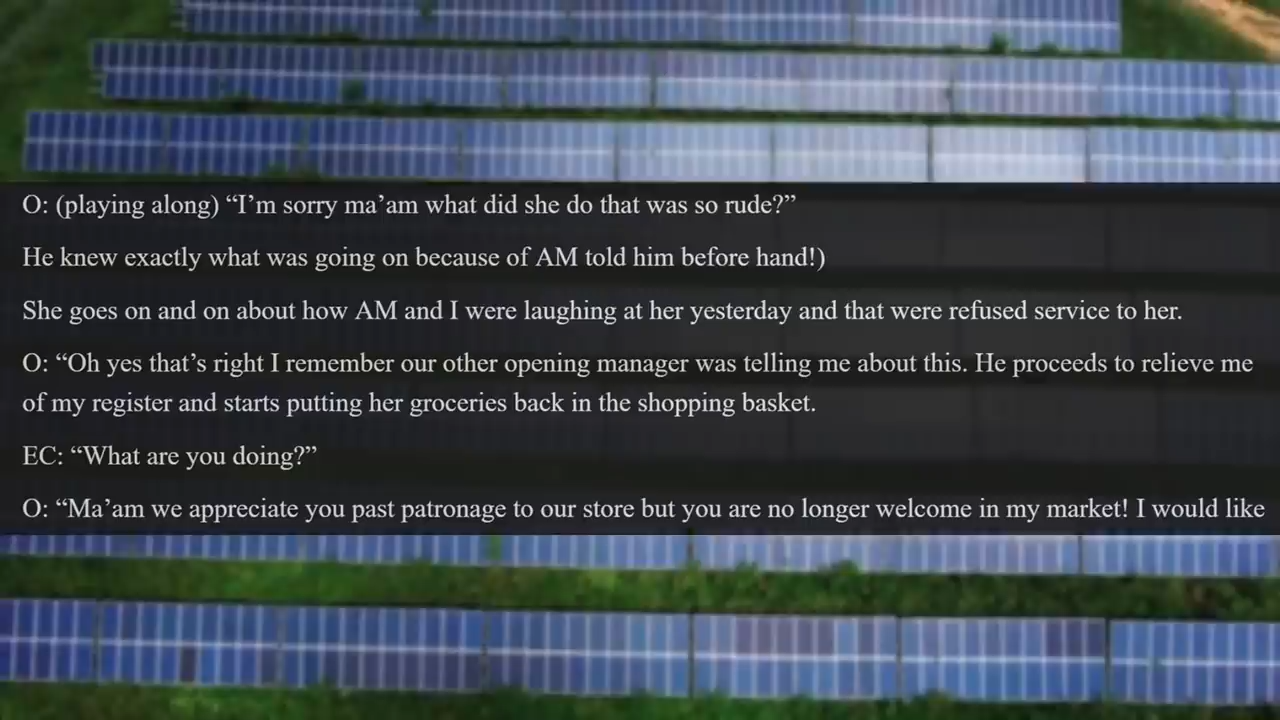 O: (playing along) “I’m sorry ma’am what did she do that was so rude?”
He knew exactly what was going on because of AM told him before hand!)
She goes on and on about how AM and I were laughing at her yesterday and that were refused service to her.
O: “Oh yes that’s right I remember our other opening manager was telling me about this. He proceeds to relieve me
of my register and starts putting her groceries back in the shopping basket.
EC: “What are you doing?”
O: “Ma’am we appreciate you past patronage to our store but you are no longer welcome in my market! I would like